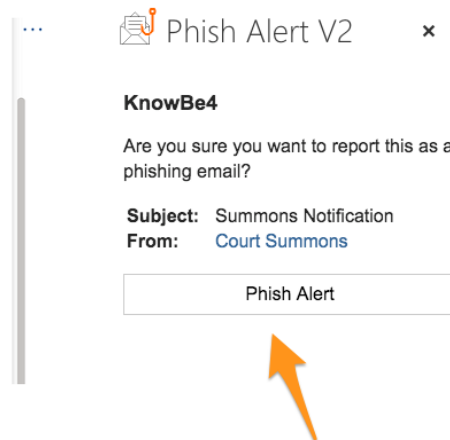 ... Phish Alert V2 ×
KnowBe4
Are you sure you want to report this as a
phishing email?
Subject: Summons Notification
From: Court Summons
Phish Alert